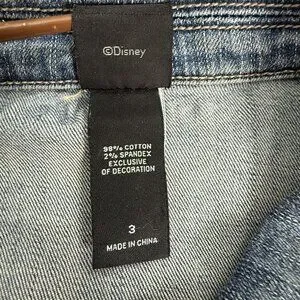 ©Disney
98% COTTON
2% SPANDEX
EXCLUSIVE
OF DECORATION
3
MADE IN CHINA